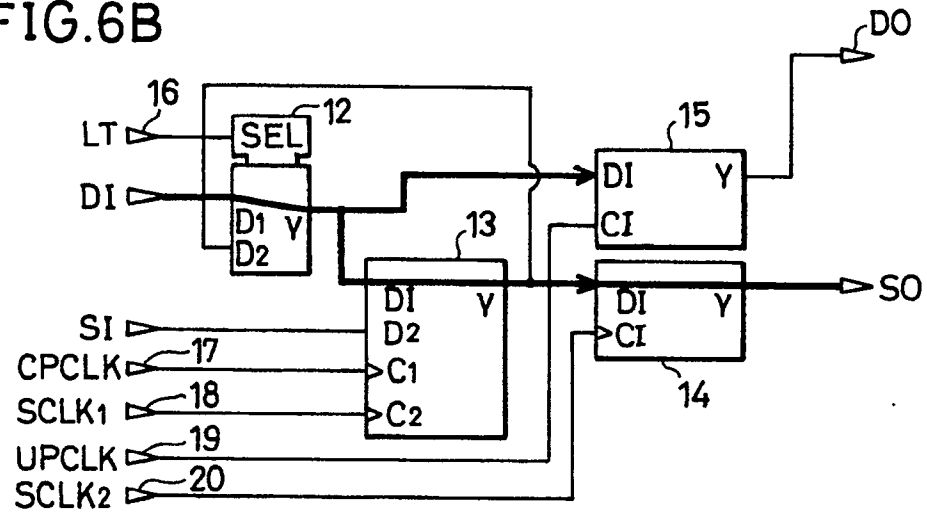 FIG.6B
DO
16
12
LT
SEL
15
DI
DI
Y
D1
Y
D2
CI
13
DI
Y
SO
DI
Y
SI
D2
CI
CPCLK
17
C1
14
SCLK1
18
C2
UPCLK
19
SCLK2
20